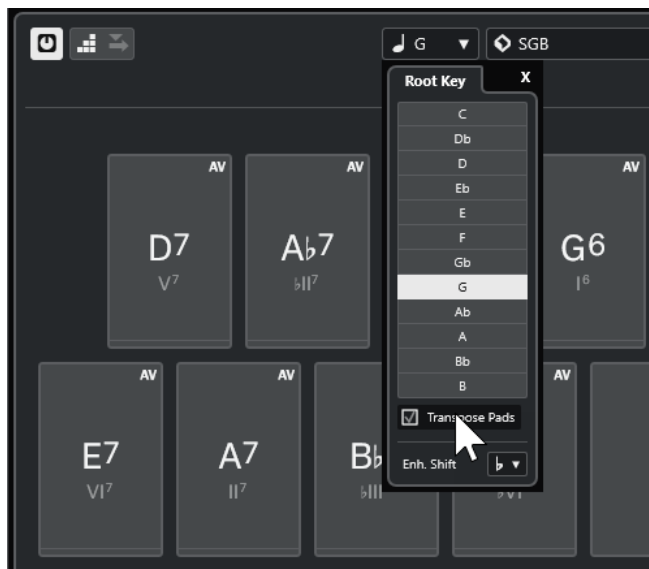 G
SGB
Root Key
X
C
Db
D
Eb
E
F
Gb
G
Ab
A
Bb
B
Transpose Pads
Enh. Shift
♭
AV
D7
V7
AV
A♭7
♭II7
AV
G6
I6
AV
E7
VI7
AV
A7
II7
B♭
♭III
AV
♭VI